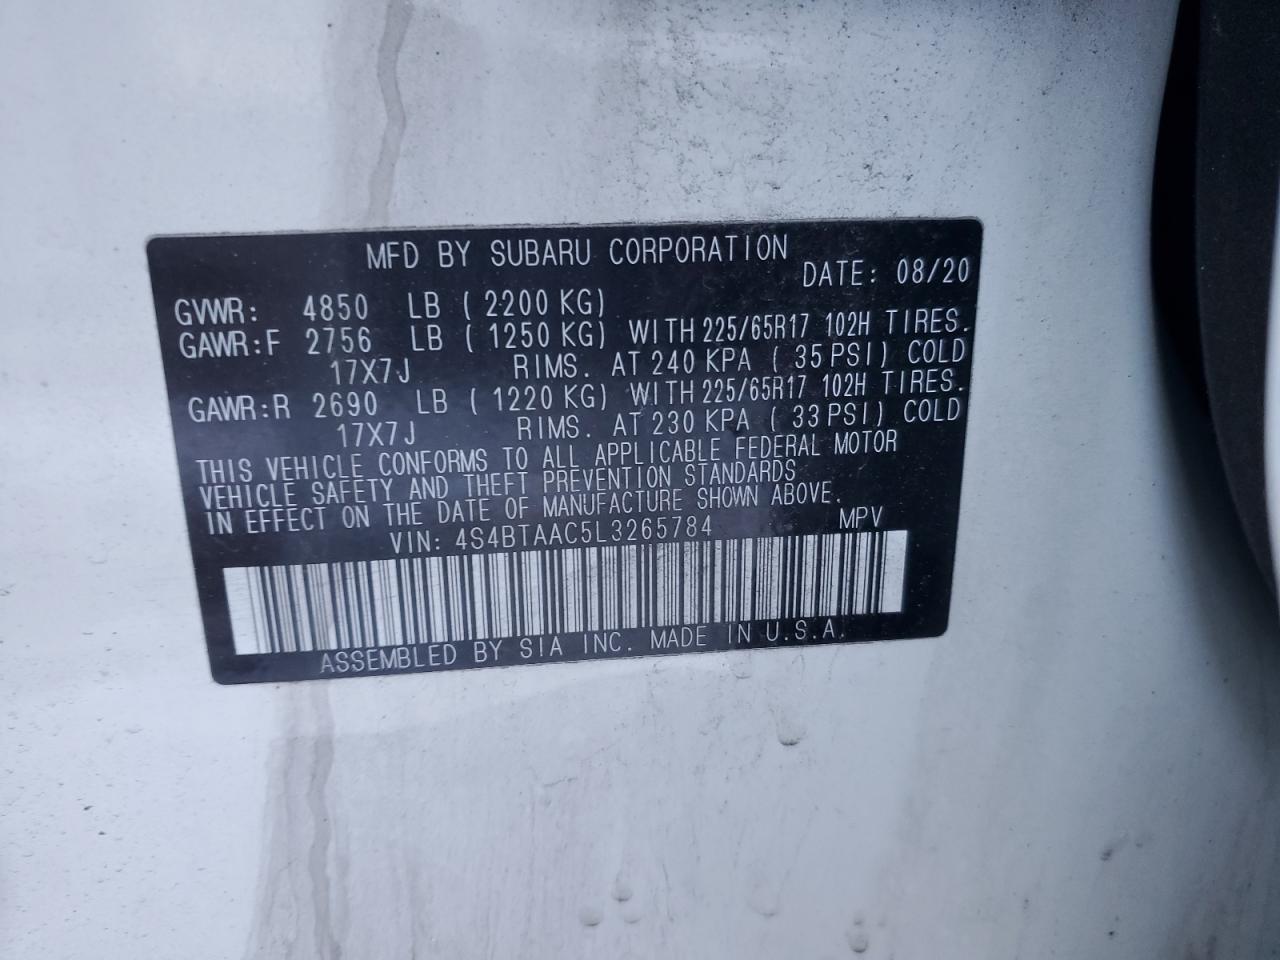 MFD BY SUBARU CORPORATION
DATE: 08/20
GVWR: 4850 LB ( 2200 KG)
GAWR:F 2756 LB ( 1250 KG) WITH 225/65R17 102H TIRES.
17X7J RIMS. AT 240 KPA ( 35 PSI) COLD
GAWR:R 2690 LB ( 1220 KG) WITH 225/65R17 102H TIRES.
17X7J RIMS. AT 230 KPA ( 33 PSI) COLD
THIS VEHICLE CONFORMS TO ALL APPLICABLE FEDERAL MOTOR
VEHICLE SAFETY AND THEFT PREVENTION STANDARDS
IN EFFECT ON THE DATE OF MANUFACTURE SHOWN ABOVE.
VIN: 4S4BTAAC5L3265784 MPV
ASSEMBLED BY SIA INC. MADE IN U.S.A.